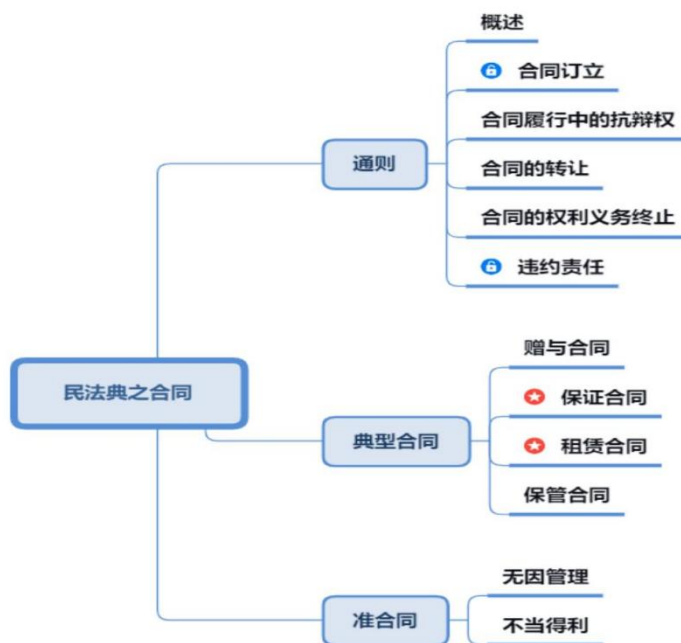 概述
合同订立
合同履行中的抗辩权
通则
合同的转让
合同的权利义务终止
违约责任
民法典之合同
赠与合同
保证合同
典型合同
租赁合同
保管合同
无因管理
准合同
不当得利